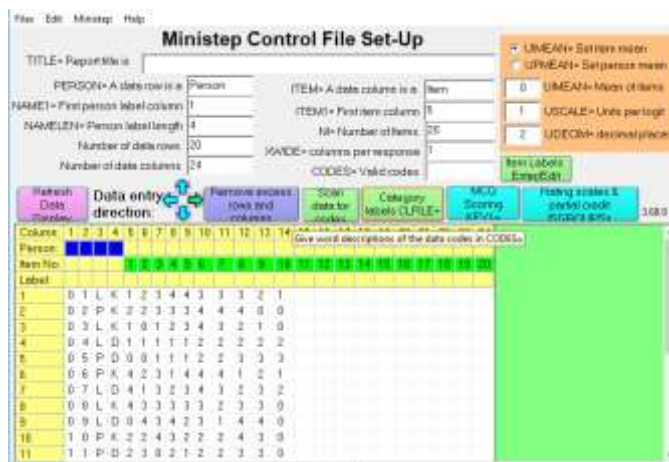 Files Edit Ministep Help
Ministep Control File Set-Up
TITLE= Report title is
PERSON= A data row is a Person
NAME1= First person label column 1
NAMELEN= Person label length 4
Number of data rows 20
Number of data columns 24
ITEM= A data column is a Item
ITEM1= First item column 5
NI= Number of Items
XWIDE= columns per response 1
CODES= Valid codes
UIMEAN= Set item mean
UPMEAN= Set person mean
0 UIMEAN= Mean of items
1 USCALE= Units per logit
2 UDECIM= decimal place
Item Labels
Enter/Edit
Refresh
Data
Display
Data entry
direction:
Remove excess
rows and
columns
Scan
data for
codes
Category
labels CLFILE=
MCQ
Scoring
KEY1=
Rating scales &
partial credit
ISGROUPS=
Column 1 2 3 4 5 6 7 8 9 10 11 12 13 14
Give word descriptions of the data codes in CODES=
Person
Item No. 1 2 3 4 5 6 7 8 9 10 11 12 13 14 15 16 17 18 19 20
Label
1 0 1 L K 1 2 3 4 4 3 3 3 2 1
2 0 2 P K 2 2 3 3 3 4 4 4 0 0
3 0 3 L K 1 0 1 2 3 4 3 2 1 0
4 0 4 L D 1 1 1 1 1 2 2 2 2 2
5 0 5 P D 0 0 1 1 1 2 2 3 3 3
6 0 6 P K 4 2 3 1 4 4 4 1 2 1
7 0 7 L D 4 1 3 2 3 4 3 2 3 2
8 0 8 L K 4 3 3 3 3 3 2 3 3 0
9 0 9 L D 0 4 3 4 2 3 1 4 4 0
10 1 0 P K 2 2 4 3 2 2 2 4 3 0
11 1 1 P D 2 3 0 2 1 2 2 3 3 0